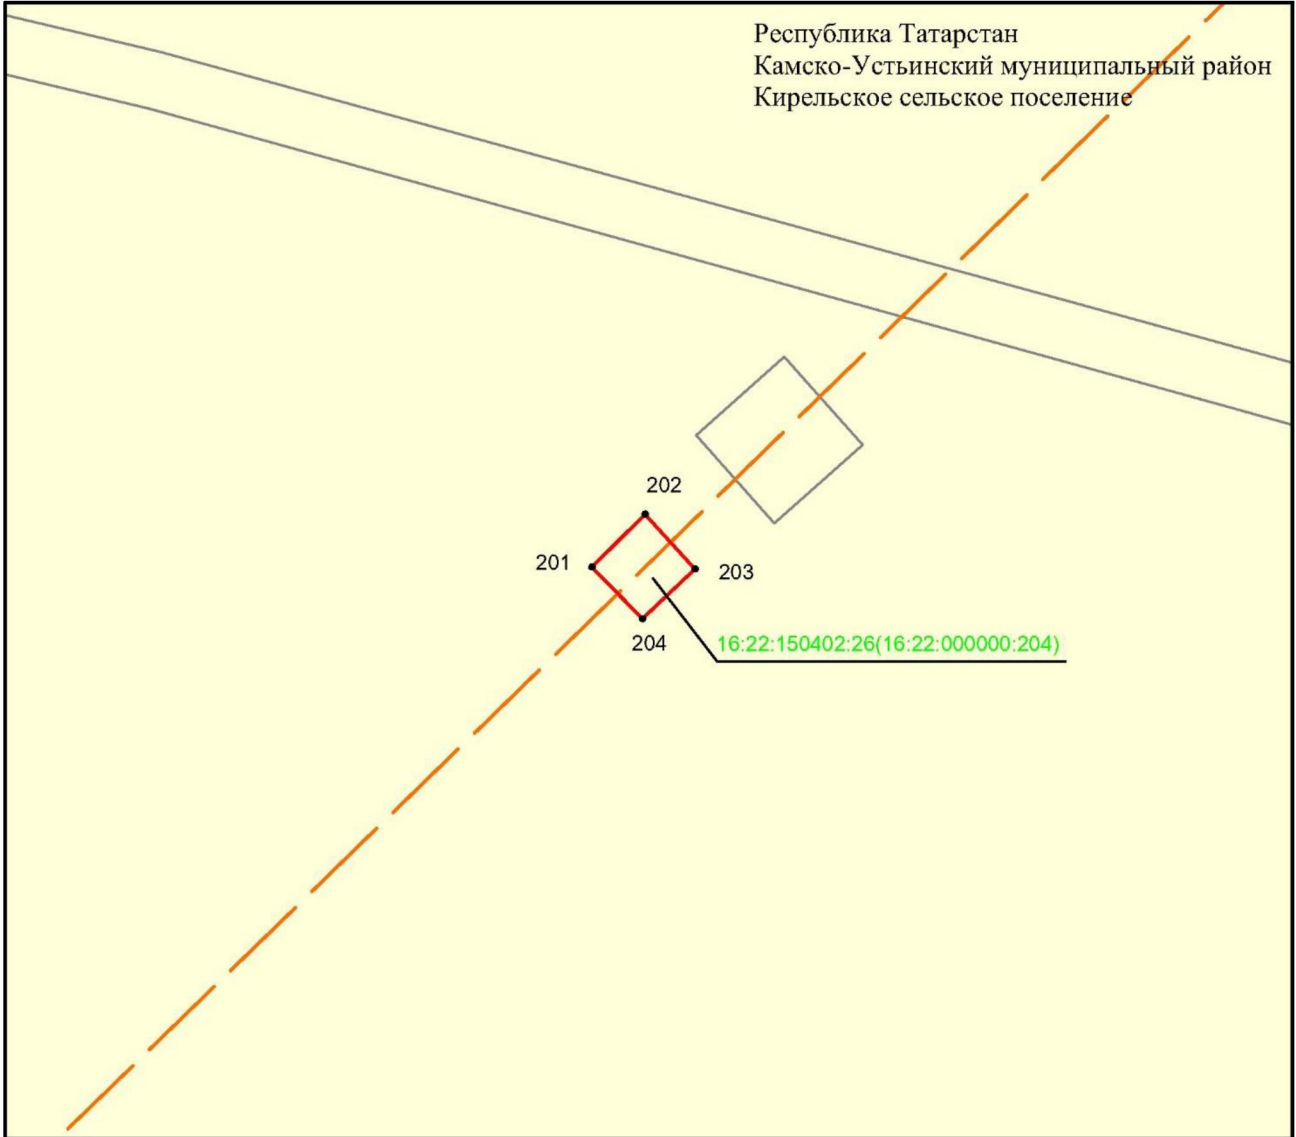 Республика Татарстан
Камско-Устьинский муниципальный район
Кирельское сельское поселение
202
201
203
204
16:22:150402:26(16:22:000000:204)